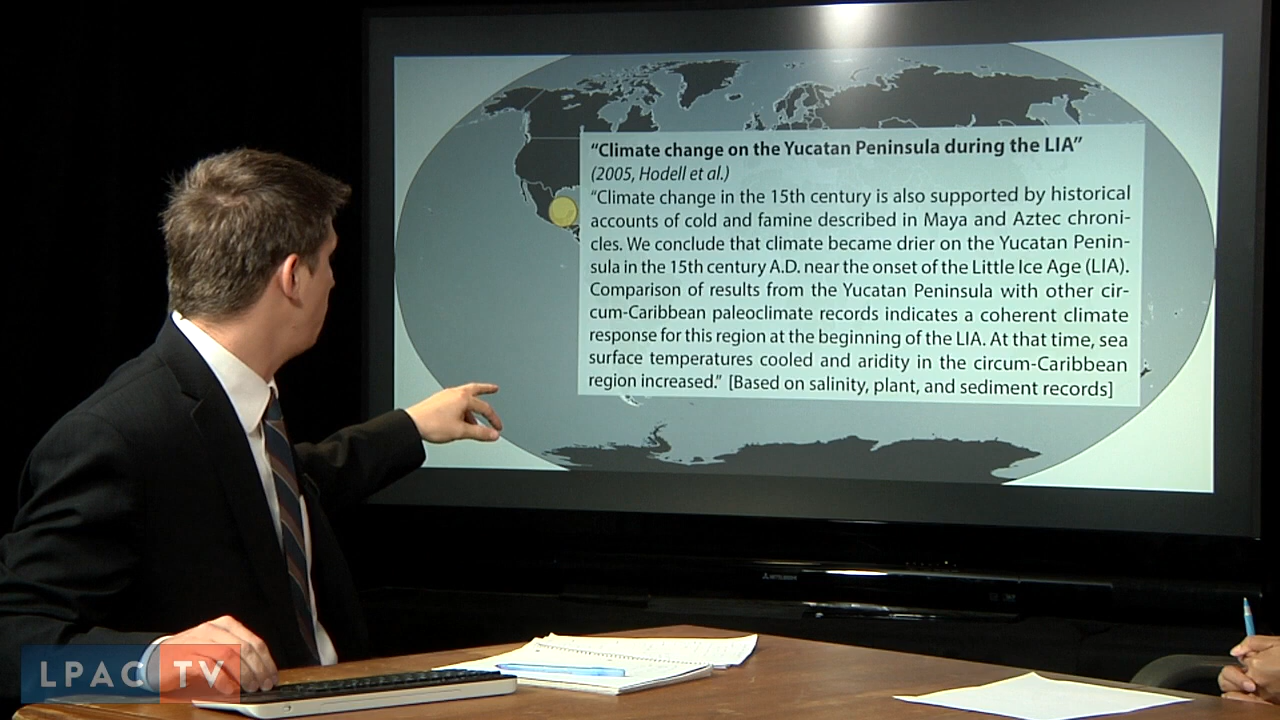 “Climate change on the Yucatan Peninsula during the LIA”
(2005, Hodell et al.)
“Climate change in the 15th century is also supported by historical
accounts of cold and famine described in Maya and Aztec chroni-
cles. We conclude that climate became drier on the Yucatan Penin-
sula in the 15th century A.D. near the onset of the Little Ice Age (LIA).
Comparison of results from the Yucatan Peninsula with other cir-
cum-Caribbean paleoclimate records indicates a coherent climate
response for this region at the beginning of the LIA. At that time, sea
surface temperatures cooled and aridity in the circum-Caribbean
region increased.” [Based on salinity, plant, and sediment records]
MITSUBISHI
LPAC TV